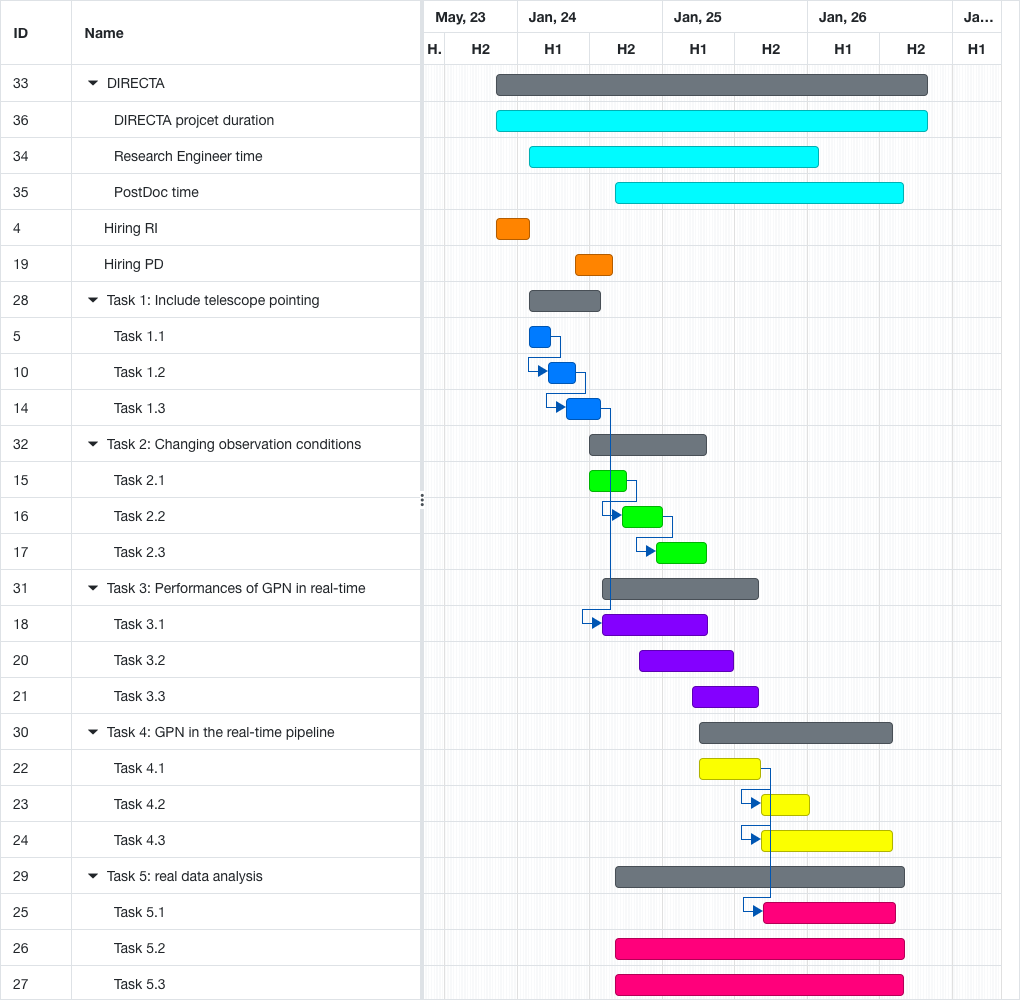 ID Name May, 23 Jan, 24 Jan, 25 Jan, 26 Ja...
H. H2 H1 H2 H1 H2 H1 H2 H1
33 DIRECTA
36 DIRECTA projcet duration
34 Research Engineer time
35 PostDoc time
4 Hiring RI
19 Hiring PD
28 Task 1: Include telescope pointing
5 Task 1.1
10 Task 1.2
14 Task 1.3
32 Task 2: Changing observation conditions
15 Task 2.1
16 Task 2.2
17 Task 2.3
31 Task 3: Performances of GPN in real-time
18 Task 3.1
20 Task 3.2
21 Task 3.3
30 Task 4: GPN in the real-time pipeline
22 Task 4.1
23 Task 4.2
24 Task 4.3
29 Task 5: real data analysis
25 Task 5.1
26 Task 5.2
27 Task 5.3